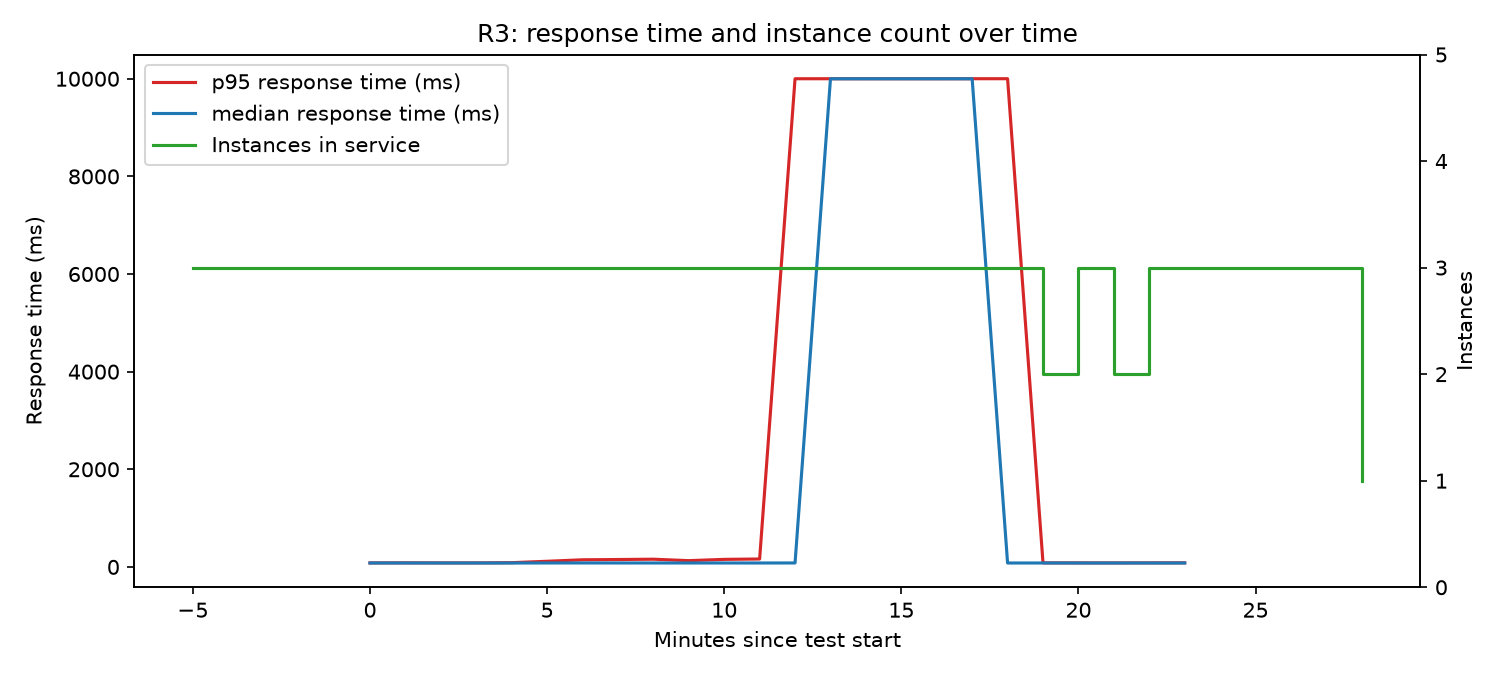 R3: response time and instance count over time
p95 response time (ms)
median response time (ms)
Instances in service
Response time (ms)
10000
8000
6000
4000
2000
0
5
4
3
2
1
0
Instances
−5 0 5 10 15 20 25
Minutes since test start